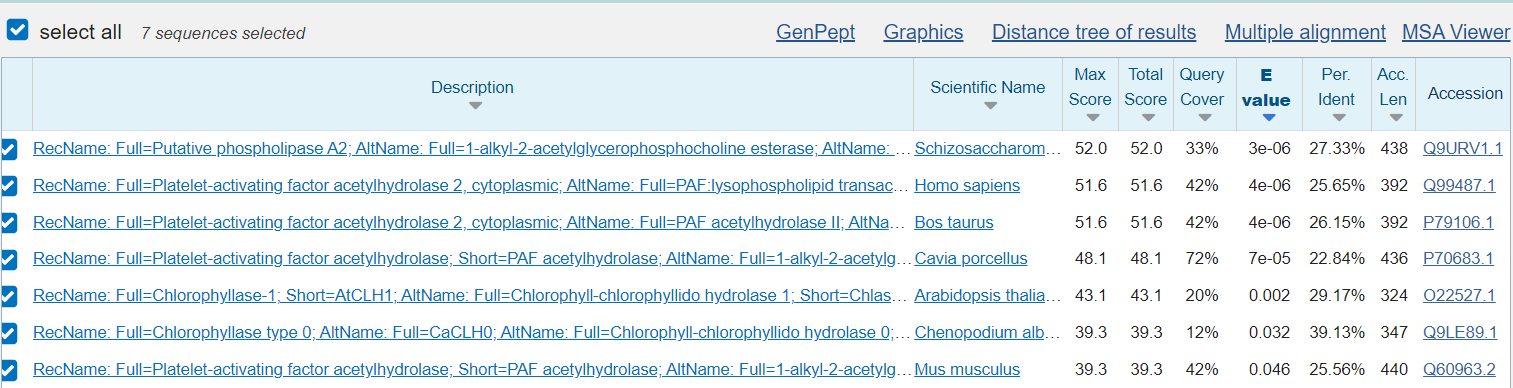 select all 7 sequences selected GenPept Graphics Distance tree of results Multiple alignment MSA Viewer
Description Scientific Name Max Score Total Score Query Cover E value Per. Ident Acc. Len Accession
RecName: Full=Putative phospholipase A2; AltName: Full=1-alkyl-2-acetylglycerophosphocholine esterase; AltName: ... Schizosaccharom... 52.0 52.0 33% 3e-06 27.33% 438 Q9URV1.1
RecName: Full=Platelet-activating factor acetylhydrolase 2, cytoplasmic; AltName: Full=PAF:lysophospholipid transac... Homo sapiens 51.6 51.6 42% 4e-06 25.65% 392 Q99487.1
RecName: Full=Platelet-activating factor acetylhydrolase 2, cytoplasmic; AltName: Full=PAF acetylhydrolase II; AltNa... Bos taurus 51.6 51.6 42% 4e-06 26.15% 392 P79106.1
RecName: Full=Platelet-activating factor acetylhydrolase; Short=PAF acetylhydrolase; AltName: Full=1-alkyl-2-acetylg... Cavia porcellus 48.1 48.1 72% 7e-05 22.84% 436 P70683.1
RecName: Full=Chlorophyllase-1; Short=AtCLH1; AltName: Full=Chlorophyll-chlorophyllido hydrolase 1; Short=Chlas... Arabidopsis thalia... 43.1 43.1 20% 0.002 29.17% 324 O22527.1
RecName: Full=Chlorophyllase type 0; AltName: Full=CaCLH0; AltName: Full=Chlorophyll-chlorophyllido hydrolase 0;... Chenopodium alb... 39.3 39.3 12% 0.032 39.13% 347 Q9LE89.1
RecName: Full=Platelet-activating factor acetylhydrolase; Short=PAF acetylhydrolase; AltName: Full=1-alkyl-2-acetylg... Mus musculus 39.3 39.3 42% 0.046 25.56% 440 Q60963.2